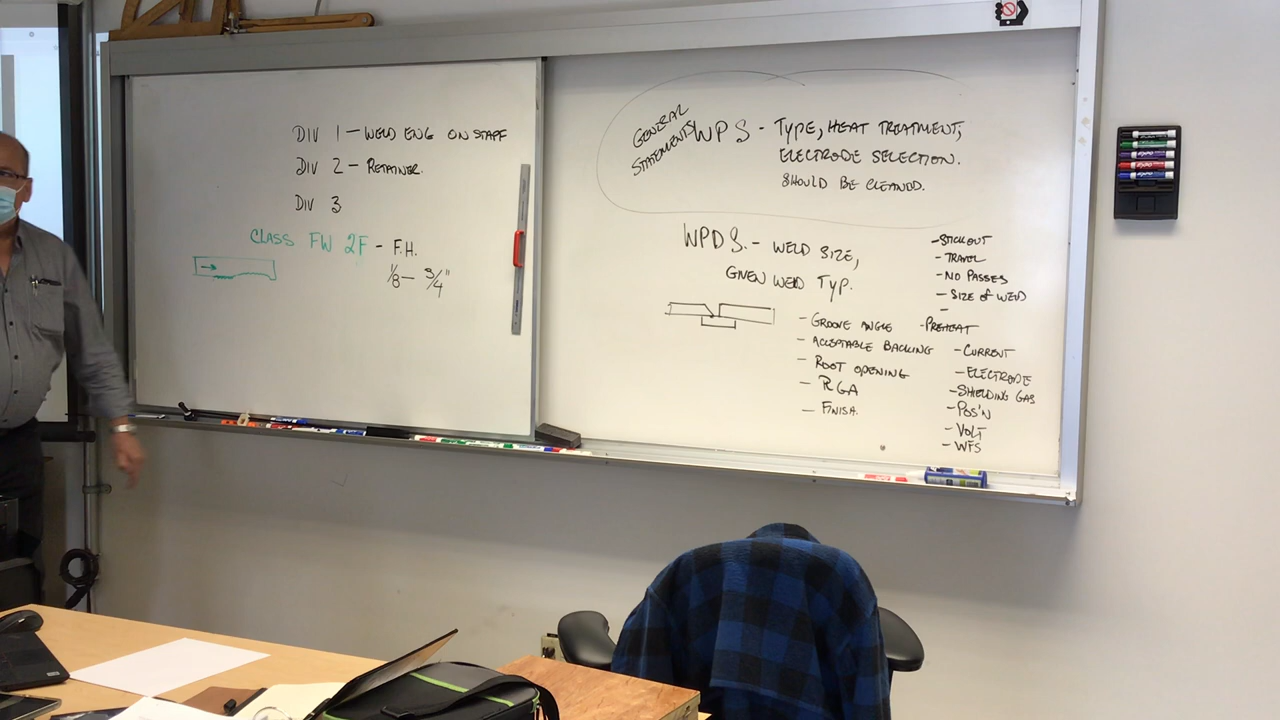 DIV 1 - WELD ENG ON STAFF
DIV 2 - RETAINER.
DIV 3
CLASS FW 2F - F.H.
1/8 - 3/4"
GENERAL
STATEMENTS
WPS - TYPE, HEAT TREATMENT,
ELECTRODE SELECTION.
SHOULD BE CLEANED.
WPDS. - WELD SIZE,
GIVEN WELD TYP.
- GROOVE ANGLE
- ACCEPTABLE BACKING
- ROOT OPENING
- RGA
- FINISH.
- STICKOUT
- TRAVEL
- NO PASSES
- SIZE OF WELD
-
- PREHEAT
- CURRENT
- ELECTRODE
- SHIELDING GAS
- POS'N
- VOLT
- WFS